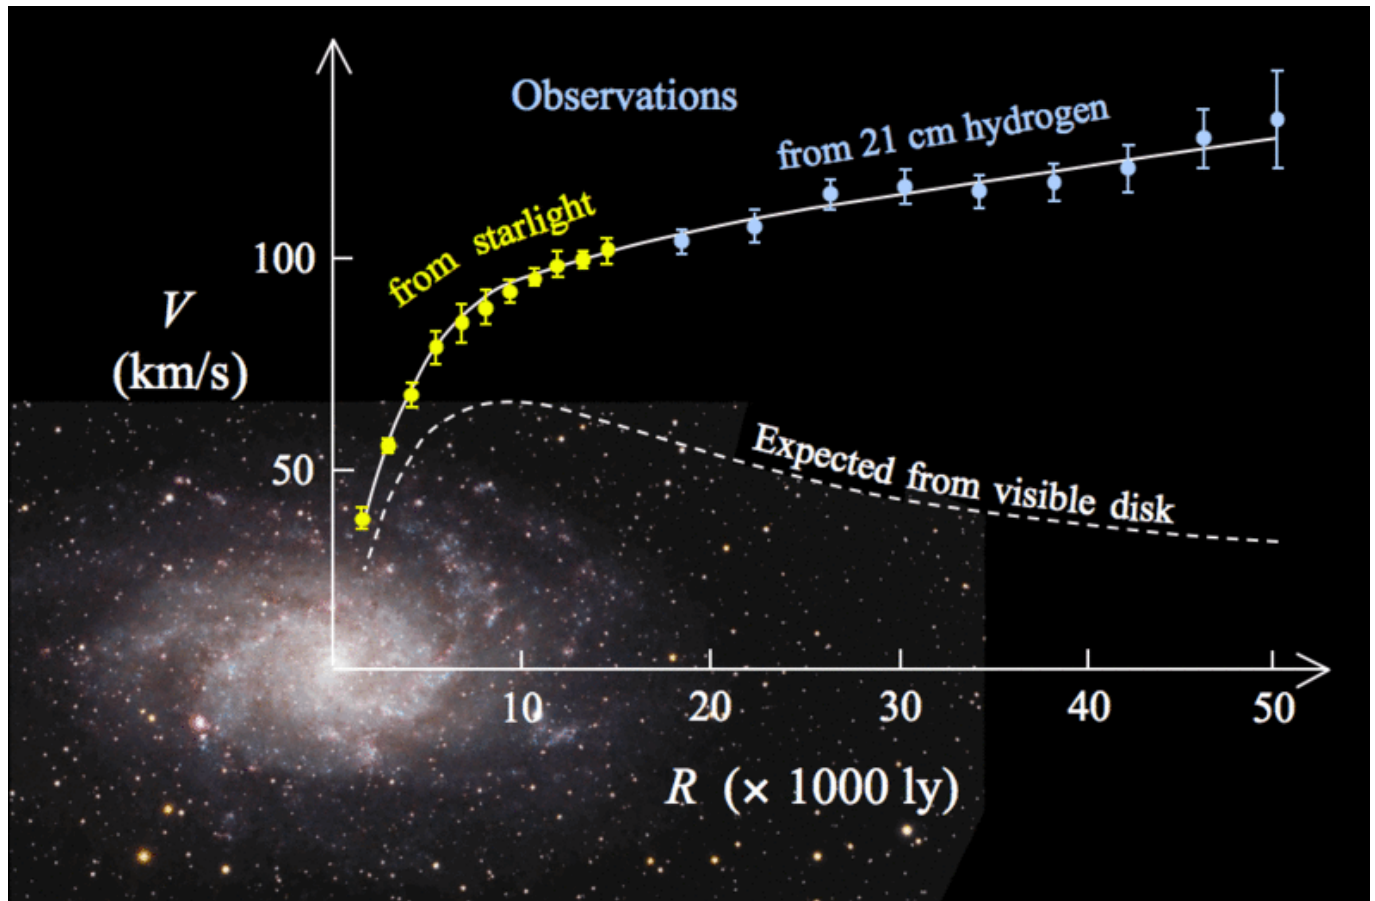 Observations
from 21 cm hydrogen
from starlight
100
V
(km/s)
50
Expected from visible disk
10
20
30
40
50
R (× 1000 ly)